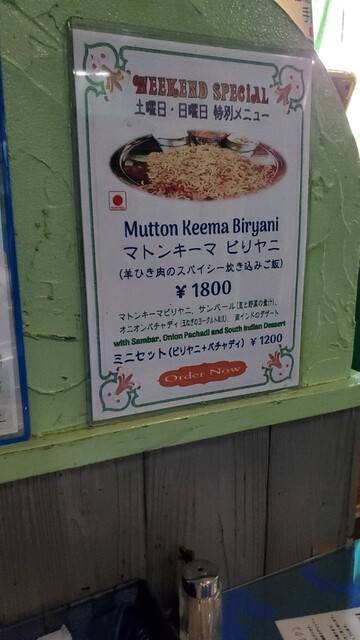 WEEKEND SPECIAL
土曜日・日曜日 特別メニュー
Mutton Keema Biryani
マトンキーマ ビリヤニ
(羊ひき肉のスパイシー炊き込みご飯)
¥1800
マトンキーマビリヤニ、サンバール(豆と野菜の煮汁)、
オニオンパチャディ(玉ねぎのヨーグルト和え) 南インドのデザート
with Sambar, Onion Pachadi and South Indian Dessert
ミニセット(ビリヤニ+パチャディ) ¥1200
Order Now